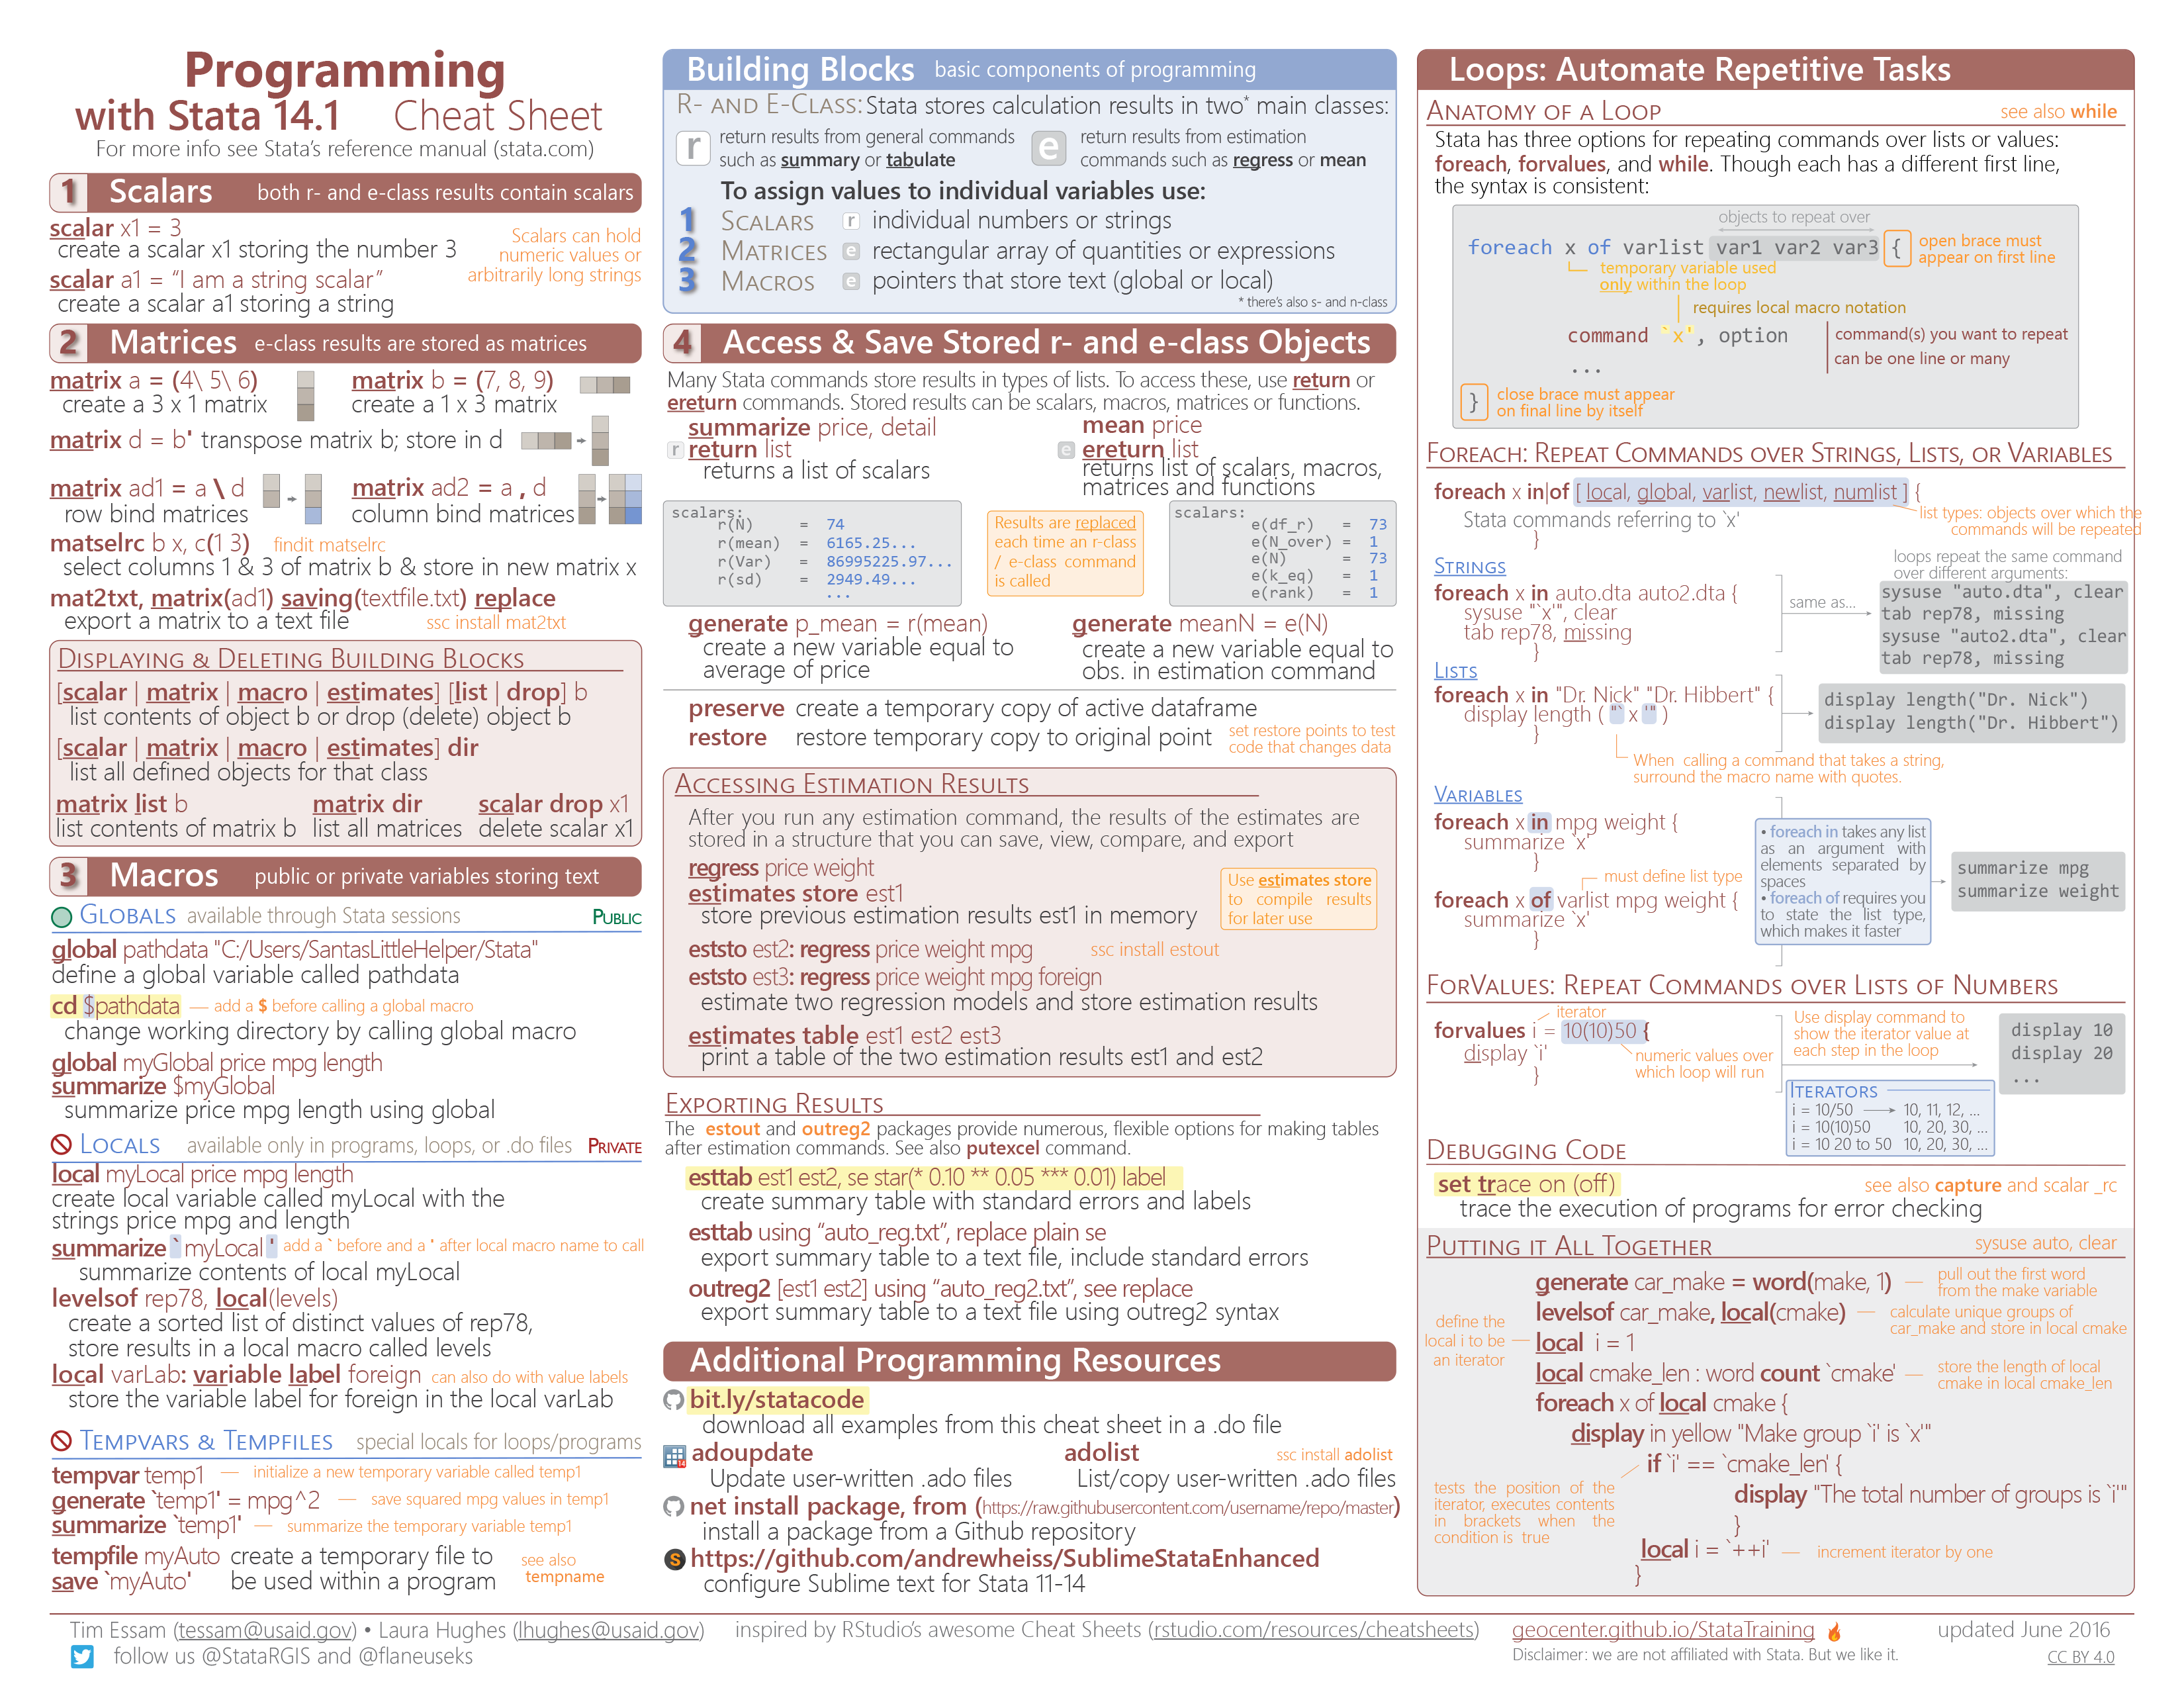 Programming
with Stata 14.1 Cheat Sheet
For more info see Stata's reference manual (stata.com)
1 Scalars both r- and e-class results contain scalars
scalar x1 = 3
create a scalar x1 storing the number 3
scalar a1 = “I am a string scalar”
create a scalar a1 storing a string
Scalars can hold
numeric values or
arbitrarily long strings
2 Matrices e-class results are stored as matrices
matrix a = (4\ 5\ 6)
create a 3 x 1 matrix
matrix b = (7, 8, 9)
create a 1 x 3 matrix
matrix d = b' transpose matrix b; store in d
matrix ad1 = a \ d
row bind matrices
matrix ad2 = a , d
column bind matrices
matselrc b x, c(1 3) findit matselrc
select columns 1 & 3 of matrix b & store in new matrix x
mat2txt, matrix(ad1) saving(textfile.txt) replace
export a matrix to a text file ssc install mat2txt
Displaying & Deleting Building Blocks
[scalar | matrix | macro | estimates] [list | drop] b
list contents of object b or drop (delete) object b
[scalar | matrix | macro | estimates] dir
list all defined objects for that class
matrix list b
list contents of matrix b
matrix dir
list all matrices
scalar drop x1
delete scalar x1
3 Macros public or private variables storing text
Globals available through Stata sessions Public
global pathdata "C:/Users/SantasLittleHelper/Stata"
define a global variable called pathdata
cd $pathdata — add a $ before calling a global macro
change working directory by calling global macro
global myGlobal price mpg length
summarize $myGlobal
summarize price mpg length using global
Locals available only in programs, loops, or .do files Private
local myLocal price mpg length
create local variable called myLocal with the
strings price mpg and length
summarize ` myLocal ' add a ` before and a ' after local macro name to call
summarize contents of local myLocal
levelsof rep78, local(levels)
create a sorted list of distinct values of rep78,
store results in a local macro called levels
local varLab: variable label foreign can also do with value labels
store the variable label for foreign in the local varLab
Tempvars & Tempfiles special locals for loops/programs
tempvar temp1 — initialize a new temporary variable called temp1
generate `temp1' = mpg^2 — save squared mpg values in temp1
summarize `temp1' — summarize the temporary variable temp1
tempfile myAuto create a temporary file to
save `myAuto' be used within a program
see also
tempname
Building Blocks basic components of programming
R- and E-Class: Stata stores calculation results in two* main classes:
r return results from general commands
such as summary or tabulate
e return results from estimation
commands such as regress or mean
To assign values to individual variables use:
1 Scalars r individual numbers or strings
2 Matrices e rectangular array of quantities or expressions
3 Macros e pointers that store text (global or local)
* there's also s- and n-class
4 Access & Save Stored r- and e-class Objects
Many Stata commands store results in types of lists. To access these, use return or
ereturn commands. Stored results can be scalars, macros, matrices or functions.
summarize price, detail
r return list
returns a list of scalars
mean price
e ereturn list
returns list of scalars, macros,
matrices and functions
scalars:
r(N) = 74
r(mean) = 6165.25...
r(Var) = 86995225.97...
r(sd) = 2949.49...
...
Results are replaced
each time an r-class
/ e-class command
is called
scalars:
e(df_r) = 73
e(N_over) = 1
e(N) = 73
e(k_eq) = 1
e(rank) = 1
generate p_mean = r(mean)
create a new variable equal to
average of price
generate meanN = e(N)
create a new variable equal to
obs. in estimation command
preserve create a temporary copy of active dataframe
restore restore temporary copy to original point
set restore points to test
code that changes data
Accessing Estimation Results
After you run any estimation command, the results of the estimates are
stored in a structure that you can save, view, compare, and export
regress price weight
estimates store est1
store previous estimation results est1 in memory
Use estimates store
to compile results
for later use
eststo est2: regress price weight mpg ssc install estout
eststo est3: regress price weight mpg foreign
estimate two regression models and store estimation results
estimates table est1 est2 est3
print a table of the two estimation results est1 and est2
Exporting Results
The estout and outreg2 packages provide numerous, flexible options for making tables
after estimation commands. See also putexcel command.
esttab est1 est2, se star(* 0.10 ** 0.05 *** 0.01) label
create summary table with standard errors and labels
esttab using “auto_reg.txt”, replace plain se
export summary table to a text file, include standard errors
outreg2 [est1 est2] using “auto_reg2.txt”, see replace
export summary table to a text file using outreg2 syntax
Additional Programming Resources
bit.ly/statacode
download all examples from this cheat sheet in a .do file
adoupdate
Update user-written .ado files
adolist ssc install adolist
List/copy user-written .ado files
net install package, from (https://raw.githubusercontent.com/username/repo/master)
install a package from a Github repository
https://github.com/andrewheiss/SublimeStataEnhanced
configure Sublime text for Stata 11-14
Loops: Automate Repetitive Tasks
Anatomy of a Loop see also while
Stata has three options for repeating commands over lists or values:
foreach, forvalues, and while. Though each has a different first line,
the syntax is consistent:
objects to repeat over
foreach x of varlist var1 var2 var3 {
open brace must
appear on first line
temporary variable used
only within the loop
requires local macro notation
command `x', option
command(s) you want to repeat
can be one line or many
...
} close brace must appear
on final line by itself
Foreach: Repeat Commands over Strings, Lists, or Variables
foreach x in|of [ local, global, varlist, newlist, numlist ] {
Stata commands referring to `x'
}
list types: objects over which the
commands will be repeated
loops repeat the same command
over different arguments:
Strings
foreach x in auto.dta auto2.dta {
sysuse "`x'", clear
tab rep78, missing
}
same as...
sysuse "auto.dta", clear
tab rep78, missing
sysuse "auto2.dta", clear
tab rep78, missing
Lists
foreach x in "Dr. Nick" "Dr. Hibbert" {
display length ( "` x '" )
}
display length("Dr. Nick")
display length("Dr. Hibbert")
When calling a command that takes a string,
surround the macro name with quotes.
Variables
foreach x in mpg weight {
summarize `x'
}
must define list type
foreach x of varlist mpg weight {
summarize `x'
}
• foreach in takes any list
as an argument with
elements separated by
spaces
• foreach of requires you
to state the list type,
which makes it faster
summarize mpg
summarize weight
ForValues: Repeat Commands over Lists of Numbers
iterator
forvalues i = 10(10)50 {
display `i'
}
numeric values over
which loop will run
Use display command to
show the iterator value at
each step in the loop
display 10
display 20
...
Iterators
i = 10/50 10, 11, 12, ...
i = 10(10)50 10, 20, 30, ...
i = 10 20 to 50 10, 20, 30, ...
Debugging Code
set trace on (off) see also capture and scalar _rc
trace the execution of programs for error checking
Putting it All Together sysuse auto, clear
generate car_make = word(make, 1) —
pull out the first word
from the make variable
levelsof car_make, local(cmake) —
calculate unique groups of
car_make and store in local cmake
define the
local i to be
an iterator
local i = 1
local cmake_len : word count `cmake' —
store the length of local
cmake in local cmake_len
foreach x of local cmake {
display in yellow "Make group `i' is `x'"
if `i' == `cmake_len' {
tests the position of the
iterator, executes contents
in brackets when the
condition is true
display "The total number of groups is `i'"
}
local i = `++i' — increment iterator by one
}
Tim Essam (tessam@usaid.gov) • Laura Hughes (lhughes@usaid.gov) inspired by RStudio's awesome Cheat Sheets (rstudio.com/resources/cheatsheets) geocenter.github.io/StataTraining updated June 2016
follow us @StataRGIS and @flaneuseks Disclaimer: we are not affiliated with Stata. But we like it. CC BY 4.0